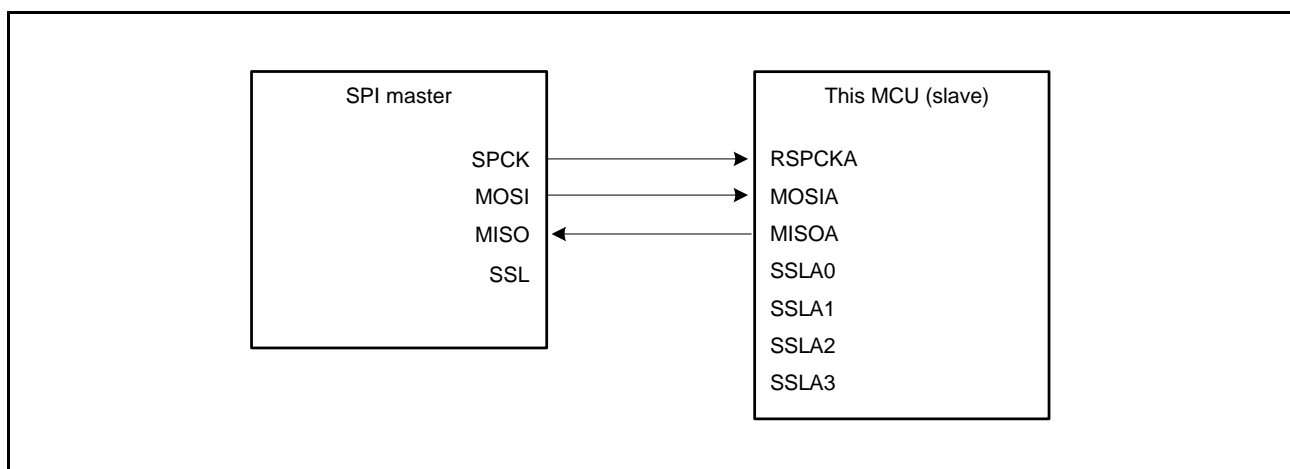 SPI master
SPCK
MOSI
MISO
SSL
This MCU (slave)
RSPCKA
MOSIA
MISOA
SSLA0
SSLA1
SSLA2
SSLA3